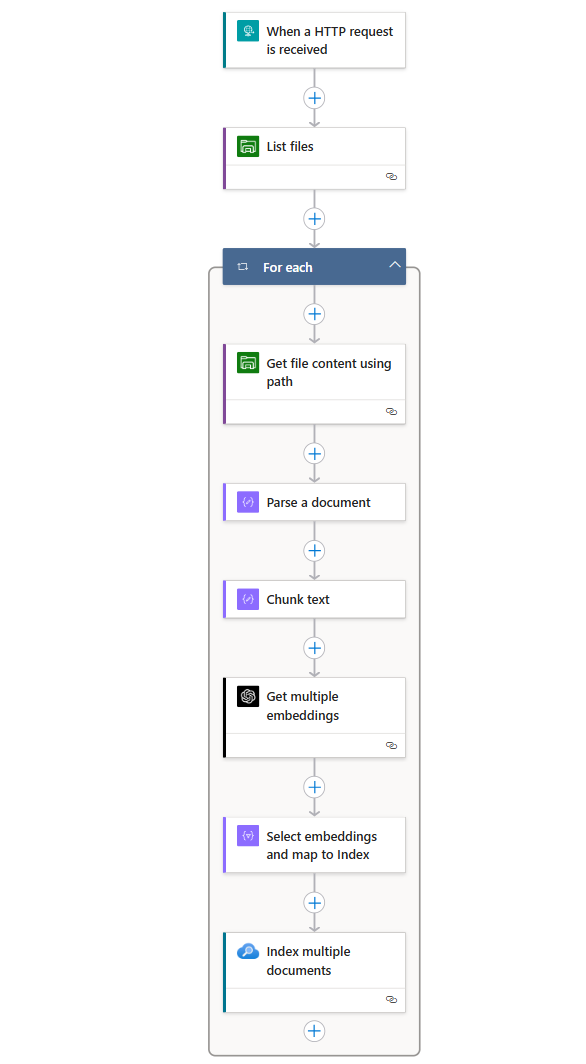 When a HTTP request
is received
List files
For each
Get file content using
path
Parse a document
Chunk text
Get multiple
embeddings
Select embeddings
and map to Index
Index multiple
documents